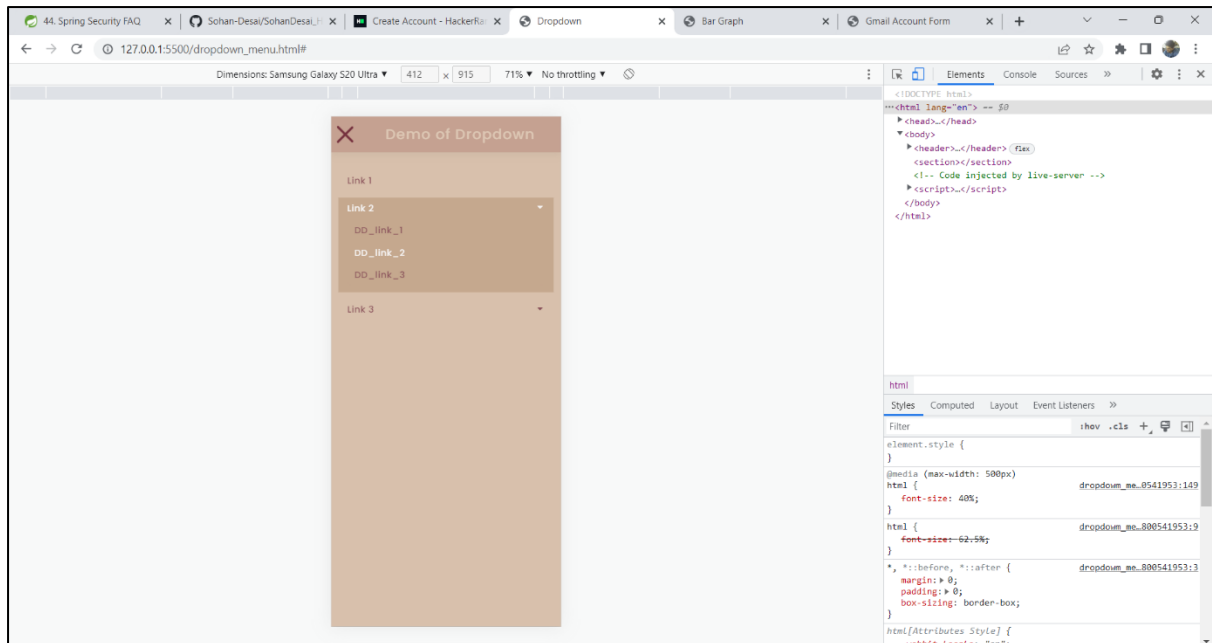 44. Spring Security FAQ
Sohan-Desai/SohanDesai_H
Create Account - HackerRan
Dropdown
Bar Graph
Gmail Account Form
127.0.0.1:5500/dropdown_menu.html#
Dimensions: Samsung Galaxy S20 Ultra ▼ 412 × 915 71% ▼ No throttling ▼
Elements Console Sources »
Demo of Dropdown
Link 1
Link 2
DD_link_1
DD_link_2
DD_link_3
Link 3
<!DOCTYPE html>
···<html lang="en"> == $0
▶<head>…</head>
▼<body>
▶<header>…</header> flex
<section></section>
<!-- Code injected by live-server -->
▶<script>…</script>
</body>
</html>
html
Styles Computed Layout Event Listeners »
Filter :hov .cls +
element.style {
}
@media (max-width: 500px)
html { dropdown_me…0541953:149
font-size: 40%;
}
html { dropdown_me…800541953:9
font-size: 62.5%;
}
*, *::before, *::after { dropdown_me…800541953:3
margin:▶ 0;
padding:▶ 0;
box-sizing: border-box;
}
html[Attributes Style] {